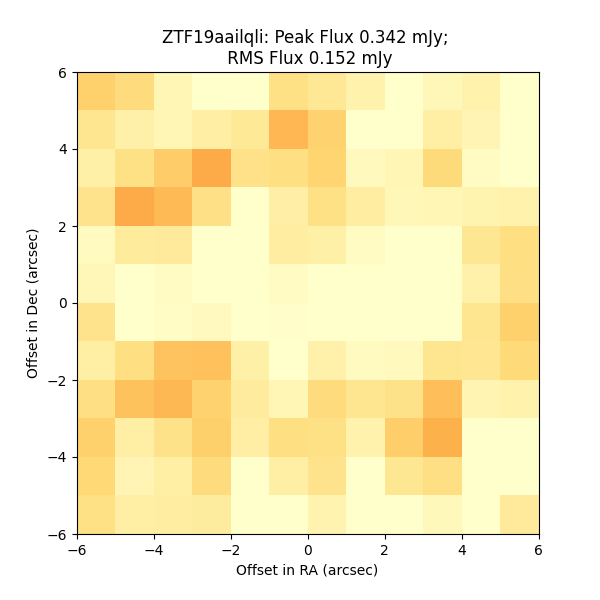 ZTF19aailqli: Peak Flux 0.342 mJy;
RMS Flux 0.152 mJy
6
4
2
0
−2
−4
−6
Offset in Dec (arcsec)
−6 −4 −2 0 2 4 6
Offset in RA (arcsec)